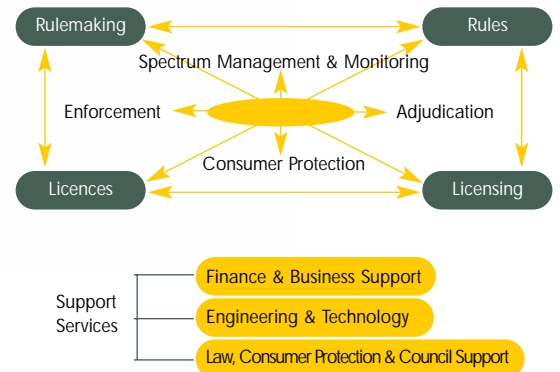 Rulemaking
Rules
Spectrum Management & Monitoring
Enforcement
Adjudication
Consumer Protection
Licences
Licensing
Finance & Business Support
Support
Services
Engineering & Technology
Law, Consumer Protection & Council Support